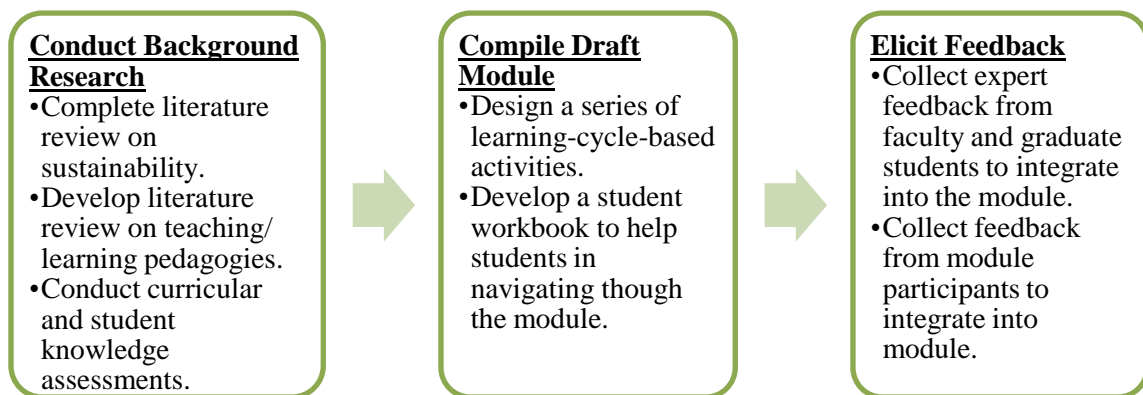 Conduct Background
Research
•Complete literature
review on
sustainability.
•Develop literature
review on teaching/
learning pedagogies.
•Conduct curricular
and student
knowledge
assessments.
Compile Draft
Module
•Design a series of
learning-cycle-based
activities.
•Develop a student
workbook to help
students in
navigating though
the module.
Elicit Feedback
•Collect expert
feedback from
faculty and graduate
students to integrate
into the module.
•Collect feedback
from module
participants to
integrate into
module.